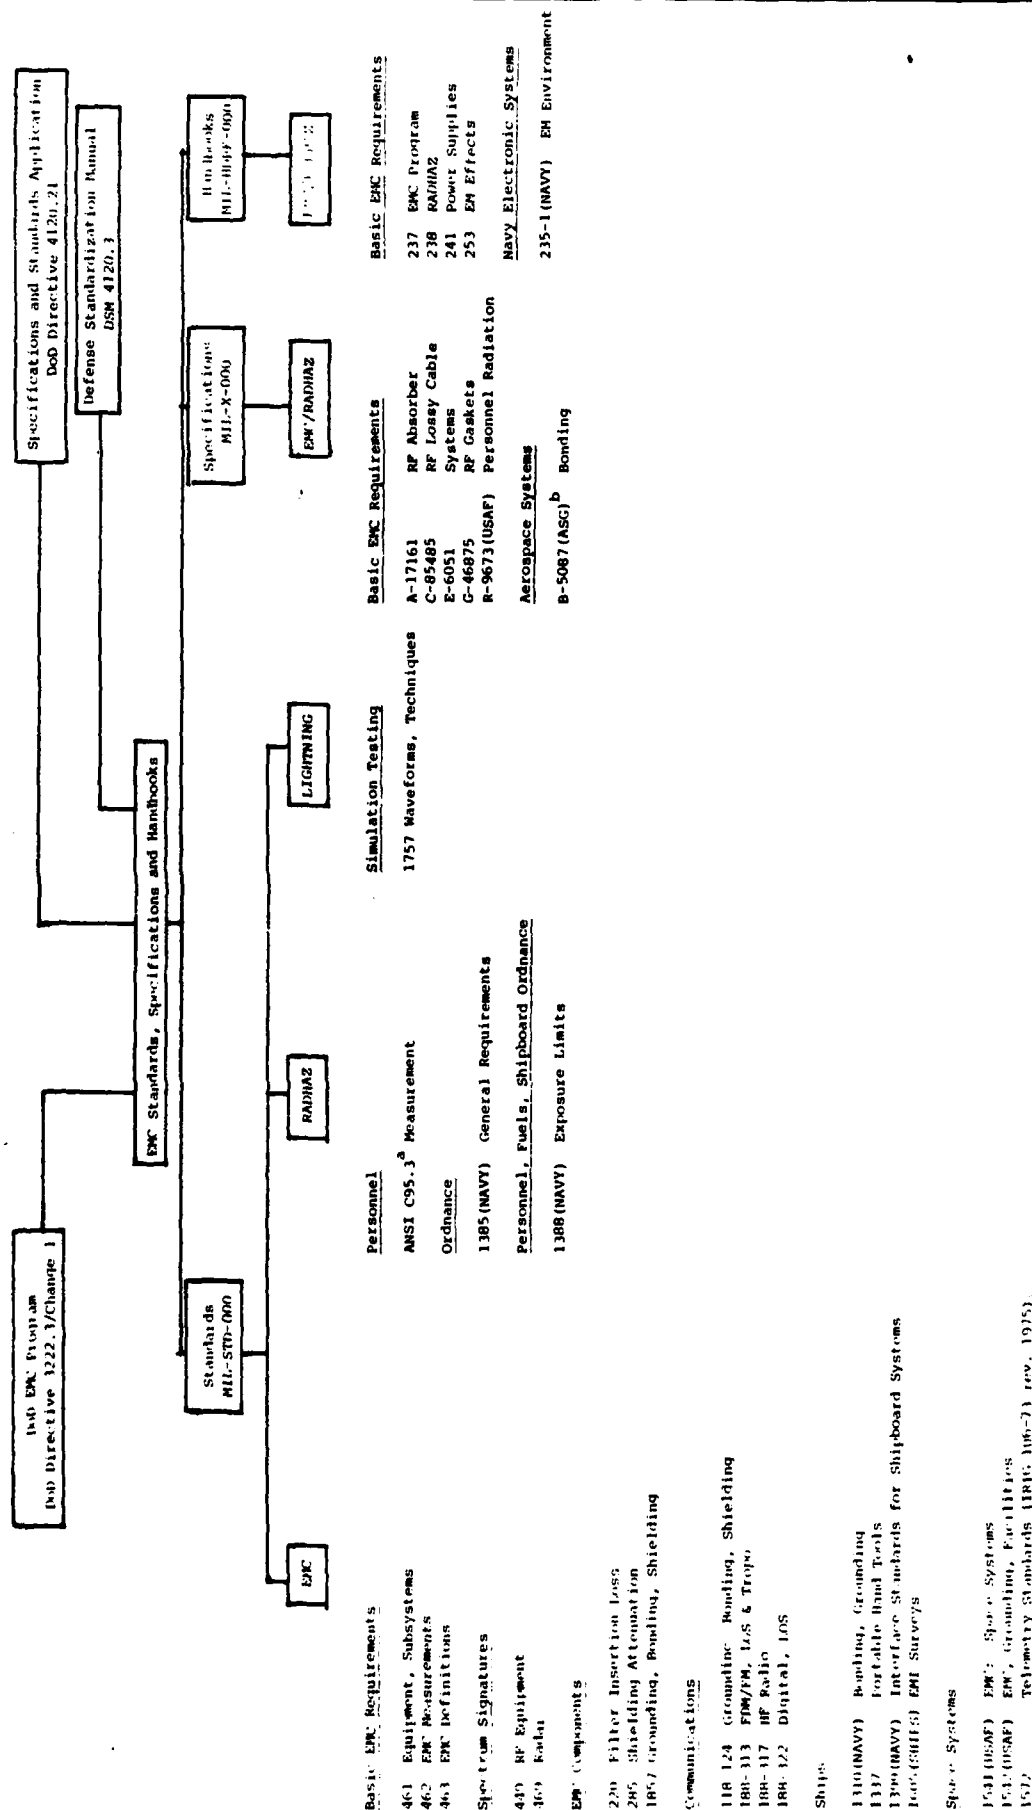 DoD EMC Program
DoD Directive 3222.3/Change 1
Specifications and Standards Application
DoD Directive 4120.21
Defense Standardization Manual
DSM 4120.3
EMC Standards, Specifications and Handbooks
Standards
MIL-STD-000
Specifications
MIL-X-000
Handbooks
MIL-HDBK-000
EMC
RADHAZ
LIGHTNING
EMC/RADHAZ
Basic EMC Requirements
461 Equipment, Subsystems
462 EMC Measurements
463 EMC Definitions
Spectrum Signatures
449 RF Equipment
469 Radar
EMC Components
220 Filter Insertion Loss
285 Shielding Attenuation
1857 Grounding, Bonding, Shielding
Communications
188-124 Grounding Bonding, Shielding
188-313 FDM/FM, LOS & Tropo
188-317 HF Radio
188-322 Digital, LOS
Ships
1310(NAVY) Bonding, Grounding
1337 Portable Hand Tools
1399(NAVY) Interface Standards for Shipboard Systems
1605(SHIPS) EMI Surveys
Space Systems
1541(USAF) EMC: Space Systems
1542(USAF) EMC, Grounding, Facilities
1572 Telemetry Standards (IRIG 106-73 rev. 1975)
Personnel
ANSI C95.3a Measurement
Ordnance
1385(NAVY) General Requirements
Personnel, Fuels, Shipboard Ordnance
1388(NAVY) Exposure Limits
Simulation Testing
1757 Waveforms, Techniques
Basic EMC Requirements
A-17161 RF Absorber
C-85485 RF Lossy Cable
E-6051 Systems
G-46875 RF Gaskets
R-9673(USAF) Personnel Radiation
Aerospace Systems
B-5087(ASG)b Bonding
Basic EMC Requirements
237 EMC Program
238 RADHAZ
241 Power Supplies
253 EM Effects
Navy Electronic Systems
235-1(NAVY) EM Environment